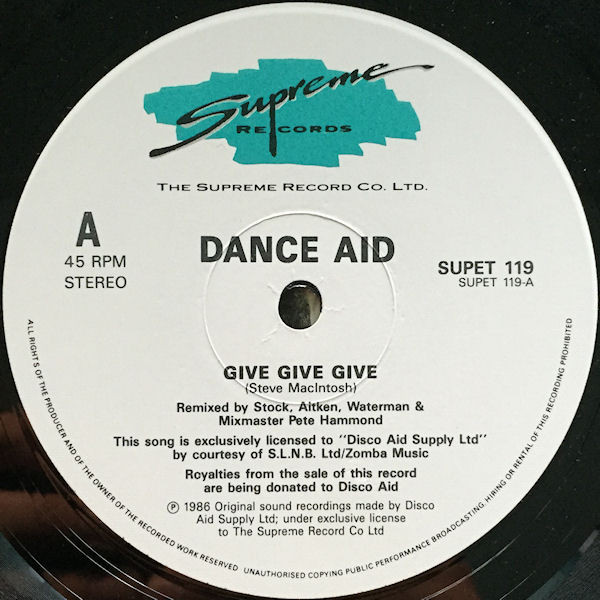 Supreme
RECORDS
THE SUPREME RECORD CO. LTD.
A
45 RPM
STEREO
DANCE AID
SUPET 119
SUPET 119-A
GIVE GIVE GIVE
(Steve MacIntosh)
Remixed by Stock, Aitken, Waterman &
Mixmaster Pete Hammond
This song is exclusively licensed to "Disco Aid Supply Ltd"
by courtesy of S.L.N.B. Ltd/Zomba Music
Royalties from the sale of this record
are being donated to Disco Aid
℗ 1986 Original sound recordings made by Disco
Aid Supply Ltd; under exclusive license
to The Supreme Record Co Ltd
ALL RIGHTS OF THE PRODUCER AND OF THE OWNER OF THE RECORDED WORK RESERVED UNAUTHORISED COPYING PUBLIC PERFORMANCE BROADCASTING, HIRING OR RENTAL OF THIS RECORDING PROHIBITED